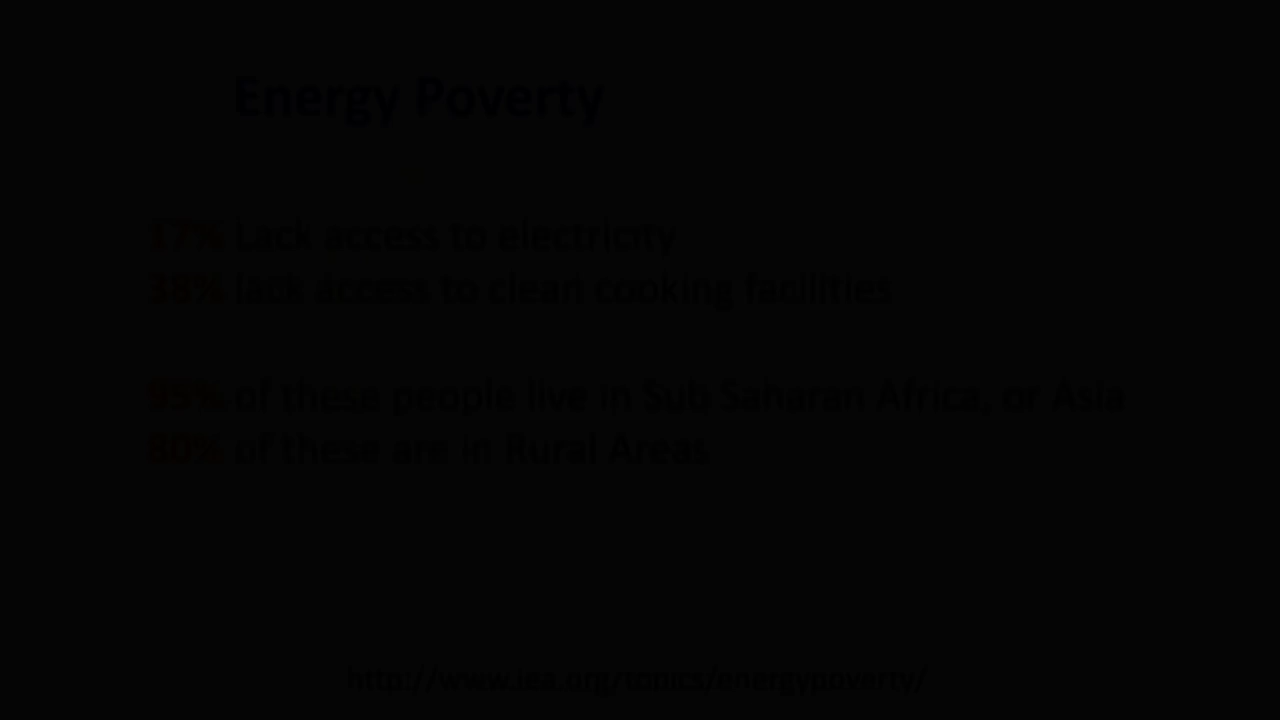 Energy Poverty
17% Lack access to electricity
38% lack access to clean cooking facilities
95% of these people live in Sub Saharan Africa, or Asia
80% of these are in Rural Areas
http://www.iea.org/topics/energypoverty/